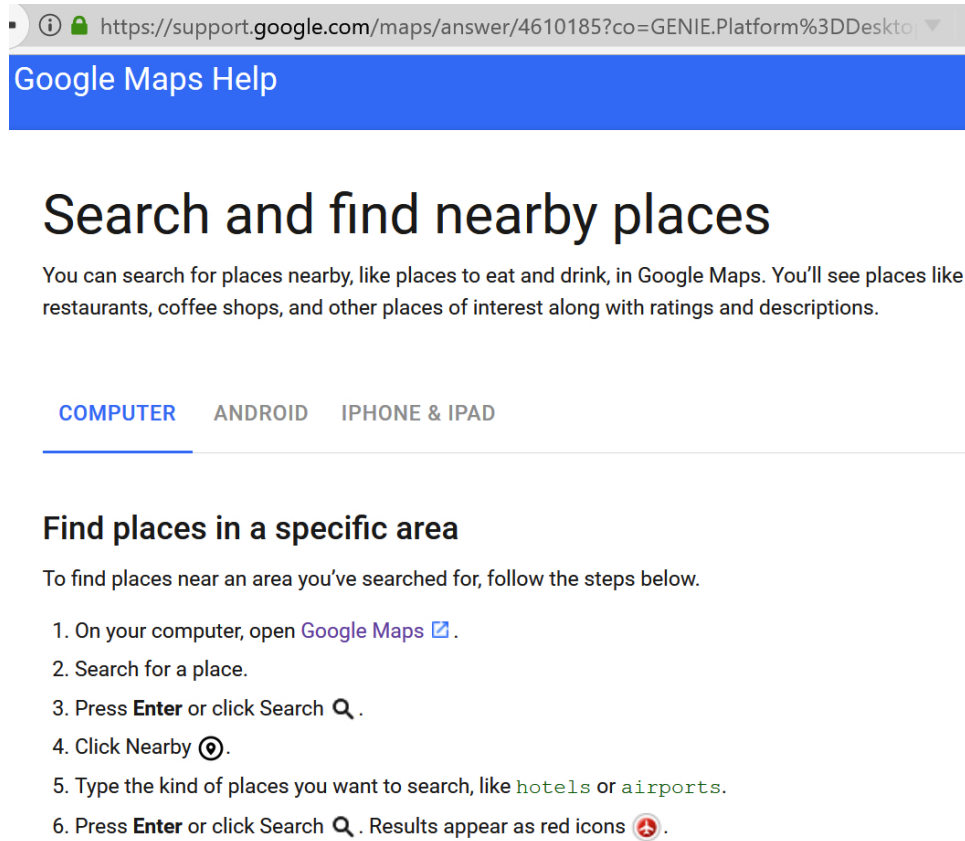 https://support.google.com/maps/answer/4610185?co=GENIE.Platform%3DDesktop
Google Maps Help
Search and find nearby places
You can search for places nearby, like places to eat and drink, in Google Maps. You’ll see places like
restaurants, coffee shops, and other places of interest along with ratings and descriptions.
COMPUTER ANDROID IPHONE & IPAD
Find places in a specific area
To find places near an area you’ve searched for, follow the steps below.
1. On your computer, open Google Maps .
2. Search for a place.
3. Press Enter or click Search .
4. Click Nearby .
5. Type the kind of places you want to search, like hotels or airports.
6. Press Enter or click Search . Results appear as red icons .